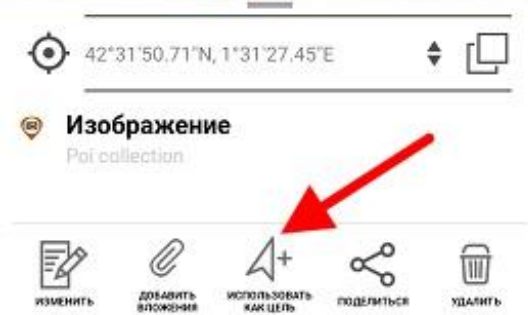 42°31'50.71"N, 1°31'27.45"E
Изображение
Poi collection
ИЗМЕНИТЬ
ДОБАВИТЬ
ВЛОЖЕНИЯ
ИСПОЛЬЗОВАТЬ
КАК ЦЕЛЬ
ПОДЕЛИТЬСЯ
УДАЛИТЬ